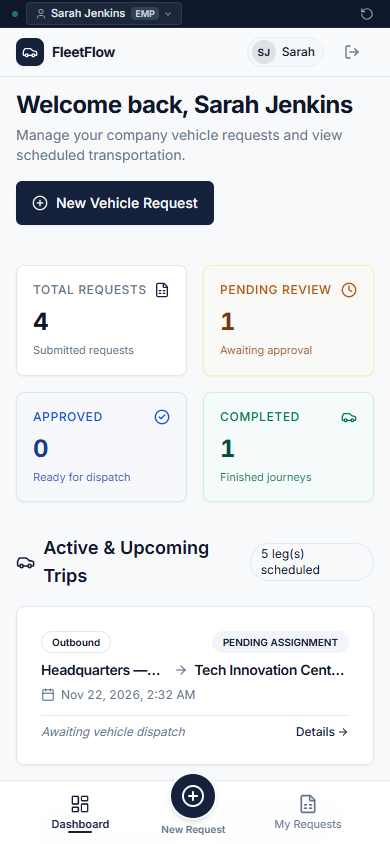 Sarah Jenkins EMP
FleetFlow
SJ Sarah
Welcome back, Sarah Jenkins
Manage your company vehicle requests and view
scheduled transportation.
New Vehicle Request
TOTAL REQUESTS
4
Submitted requests
PENDING REVIEW
1
Awaiting approval
APPROVED
0
Ready for dispatch
COMPLETED
1
Finished journeys
Active & Upcoming
Trips
5 leg(s)
scheduled
Outbound
PENDING ASSIGNMENT
Headquarters —... → Tech Innovation Cent...
Nov 22, 2026, 2:32 AM
Awaiting vehicle dispatch
Details →
Dashboard
New Request
My Requests